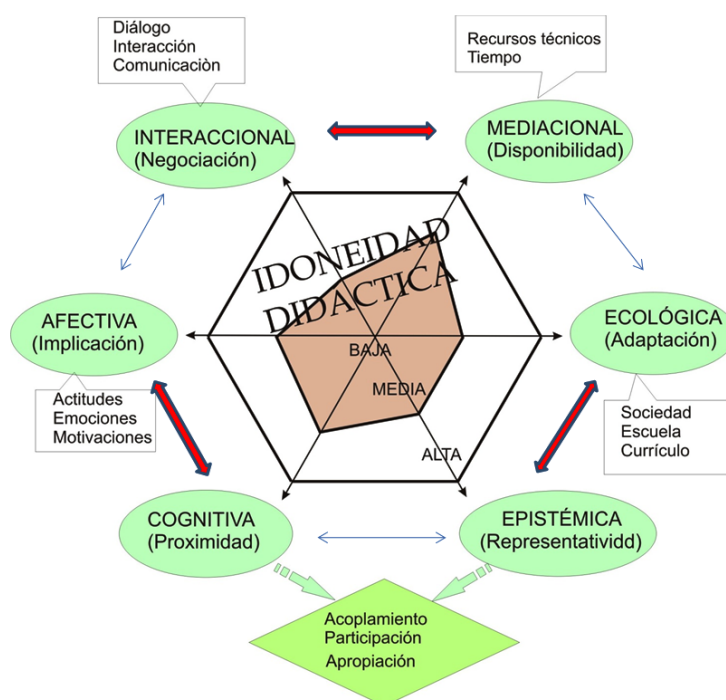 Diálogo
Interacción
Comunicaciòn
Recursos técnicos
Tiempo
INTERACCIONAL
(Negociación)
MEDIACIONAL
(Disponibilidad)
IDONEIDAD
DIDACTICA
AFECTIVA
(Implicación)
ECOLÓGICA
(Adaptación)
BAJA
MEDIA
ALTA
Actitudes
Emociones
Motivaciones
Sociedad
Escuela
Currículo
COGNITIVA
(Proximidad)
EPISTÉMICA
(Representatividd)
Acoplamiento
Participación
Apropiación